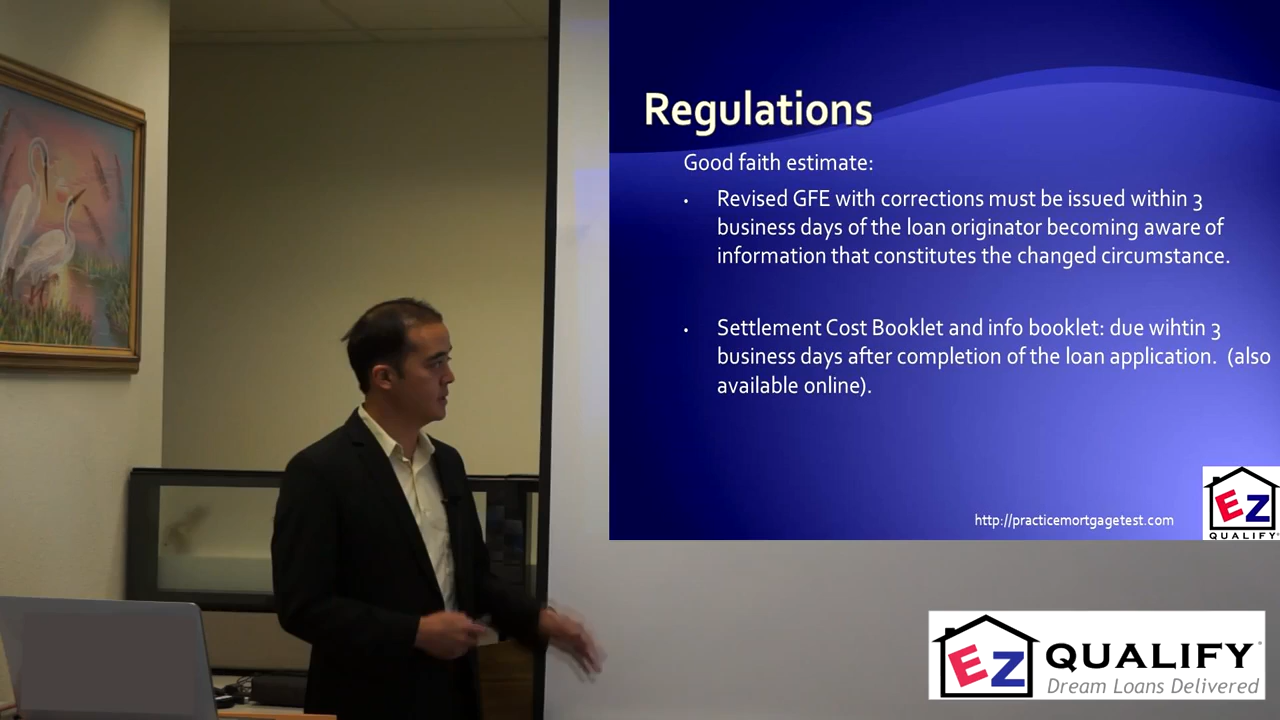 Regulations
Good faith estimate:
• Revised GFE with corrections must be issued within 3
business days of the loan originator becoming aware of
information that constitutes the changed circumstance.
• Settlement Cost Booklet and info booklet: due wihtin 3
business days after completion of the loan application. (also
available online).
http://practicemortgagetest.com
EZ
QUALIFY®
EZ QUALIFY®
Dream Loans Delivered